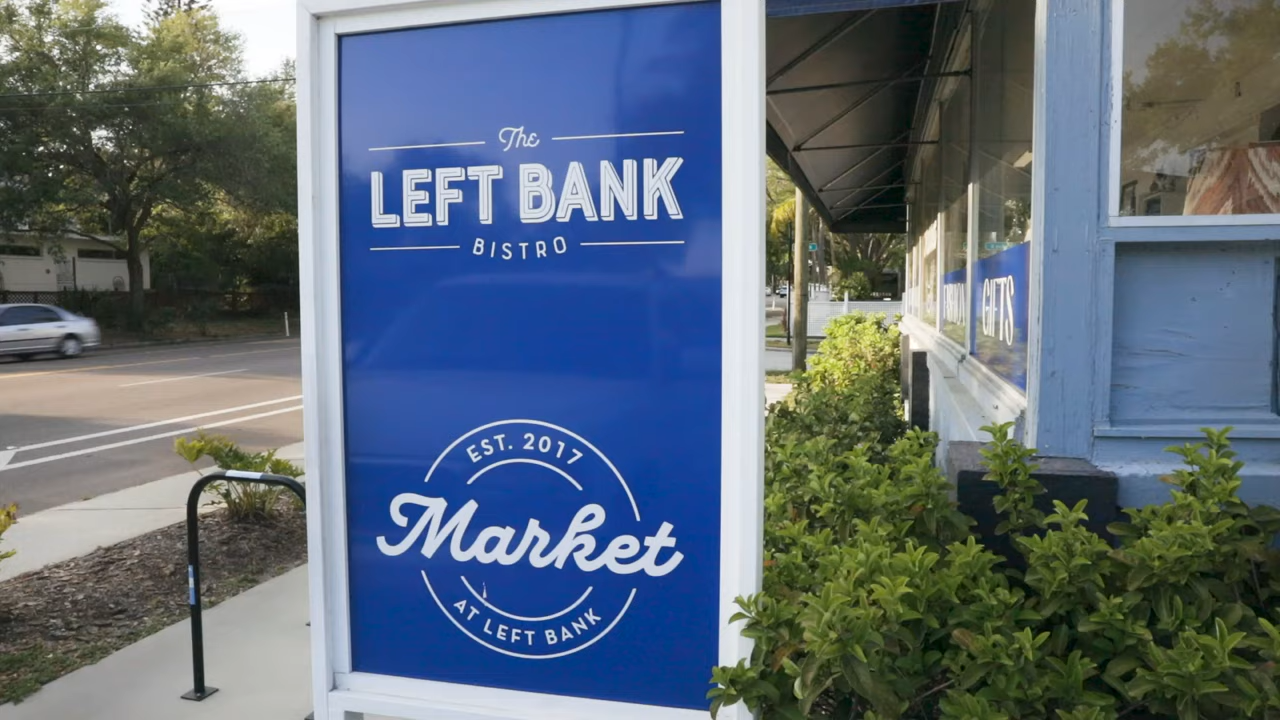 The
LEFT BANK
BISTRO
EST. 2017
Market
AT LEFT BANK
GIFTS